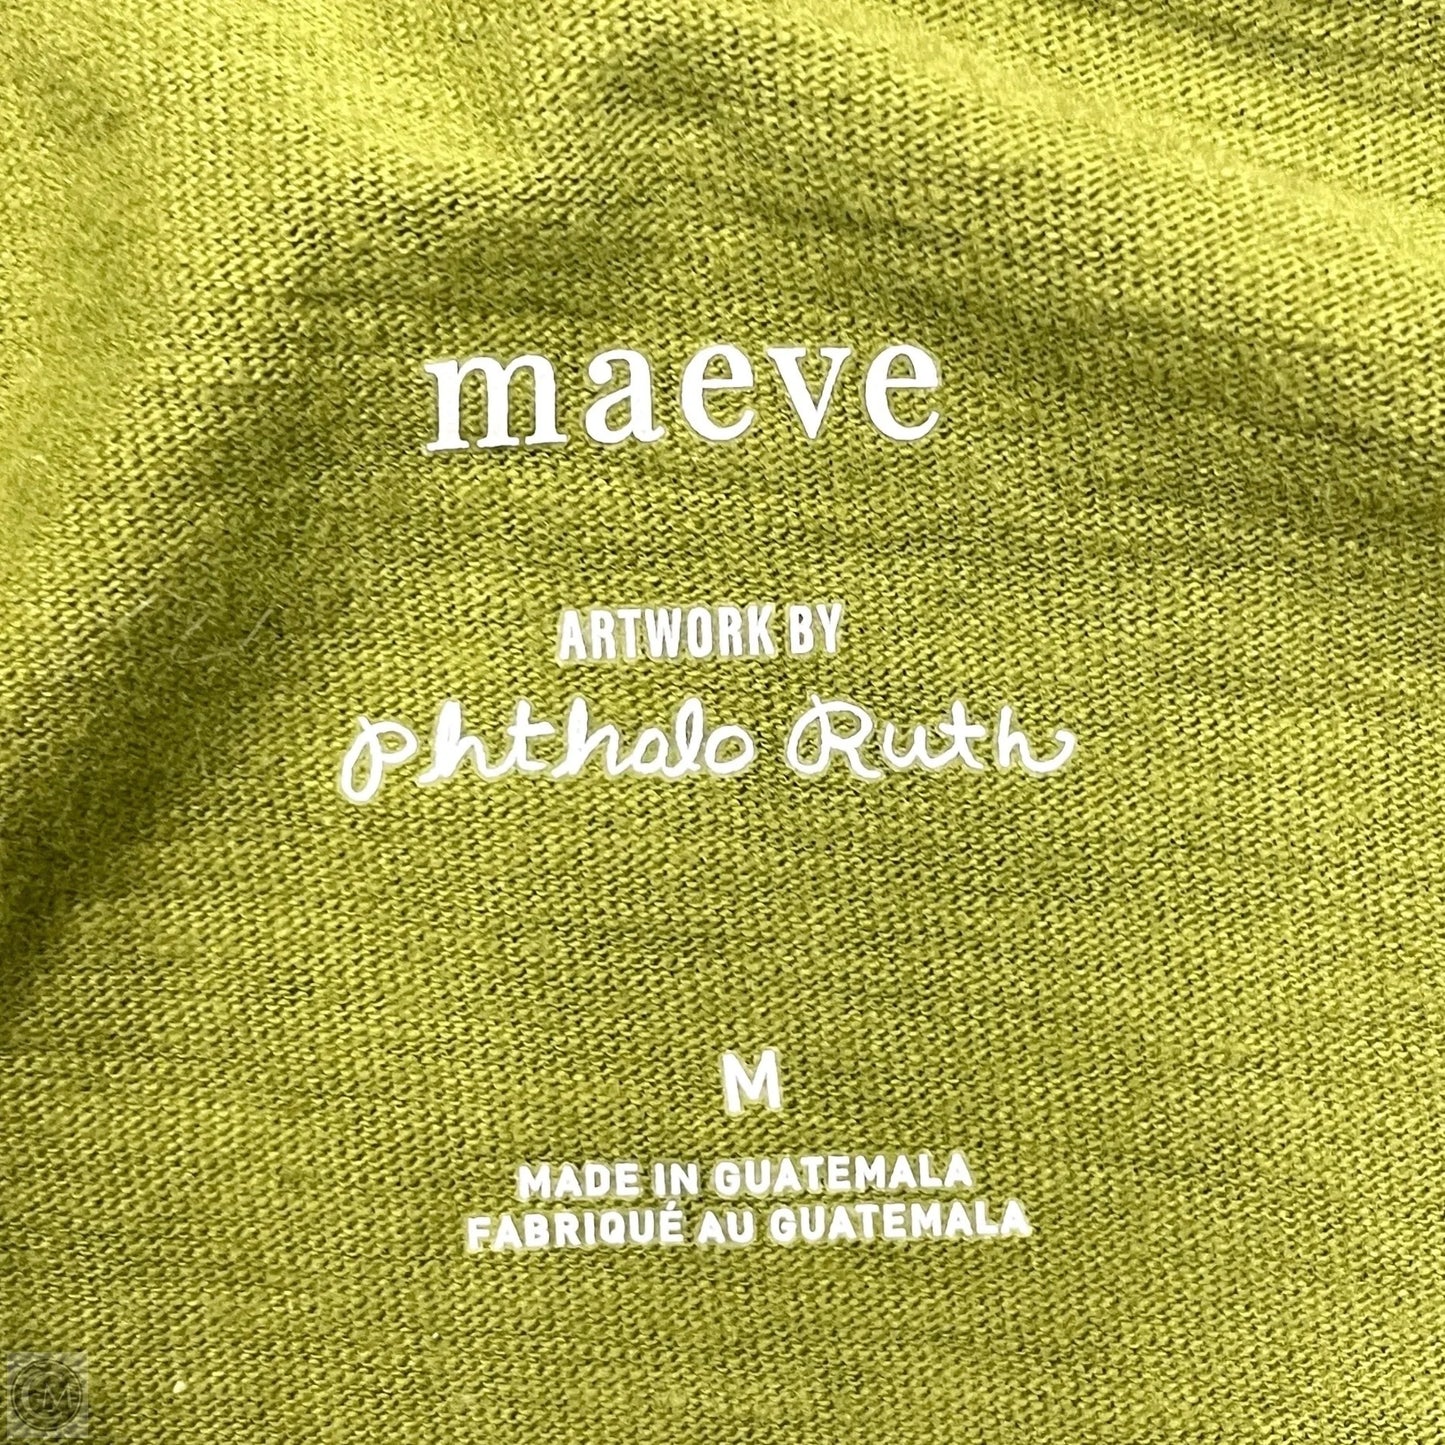 maeve
ARTWORK BY
Phthalo Ruth
M
MADE IN GUATEMALA
FABRIQUÉ AU GUATEMALA